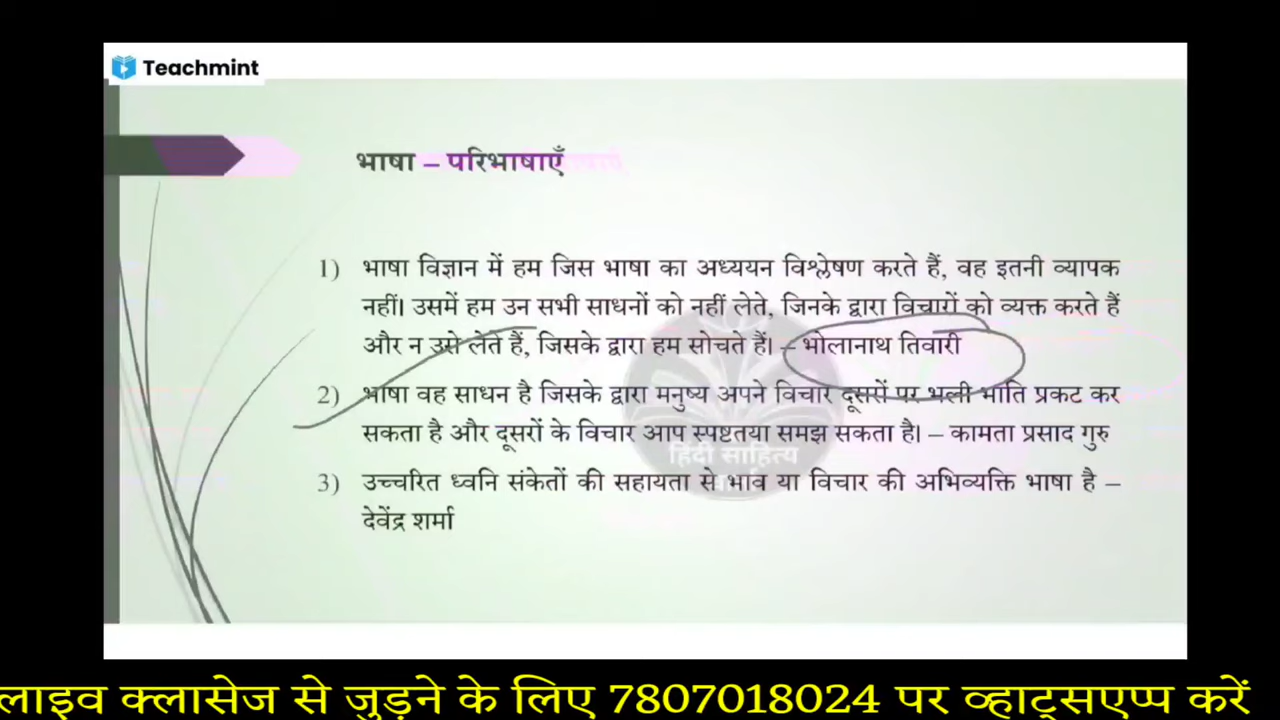 Teachmint
भाषा – परिभाषाएँ
1) भाषा विज्ञान में हम जिस भाषा का अध्ययन विश्लेषण करते हैं, वह इतनी व्यापक
नहीं। उसमें हम उन सभी साधनों को नहीं लेते, जिनके द्वारा विचारों को व्यक्त करते हैं
और न उसे लेते हैं, जिसके द्वारा हम सोचते हैं। – भोलानाथ तिवारी
2) भाषा वह साधन है जिसके द्वारा मनुष्य अपने विचार दूसरों पर भली भाति प्रकट कर
सकता है और दूसरों के विचार आप स्पष्टतया समझ सकता है। – कामता प्रसाद गुरु
हिंदी साहित्य
3) उच्चरित ध्वनि संकेतों की सहायता से भाव या विचार की अभिव्यक्ति भाषा है –
देवेंद्र शर्मा
लाइव क्लासेज से जुड़ने के लिए 7807018024 पर व्हाट्सएप्प करें